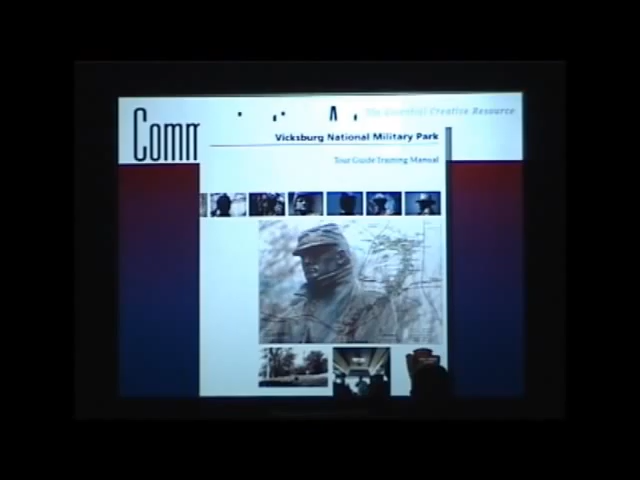 Comm
The Essential Creative Resource
Vicksburg National Military Park
Tour Guide Training Manual